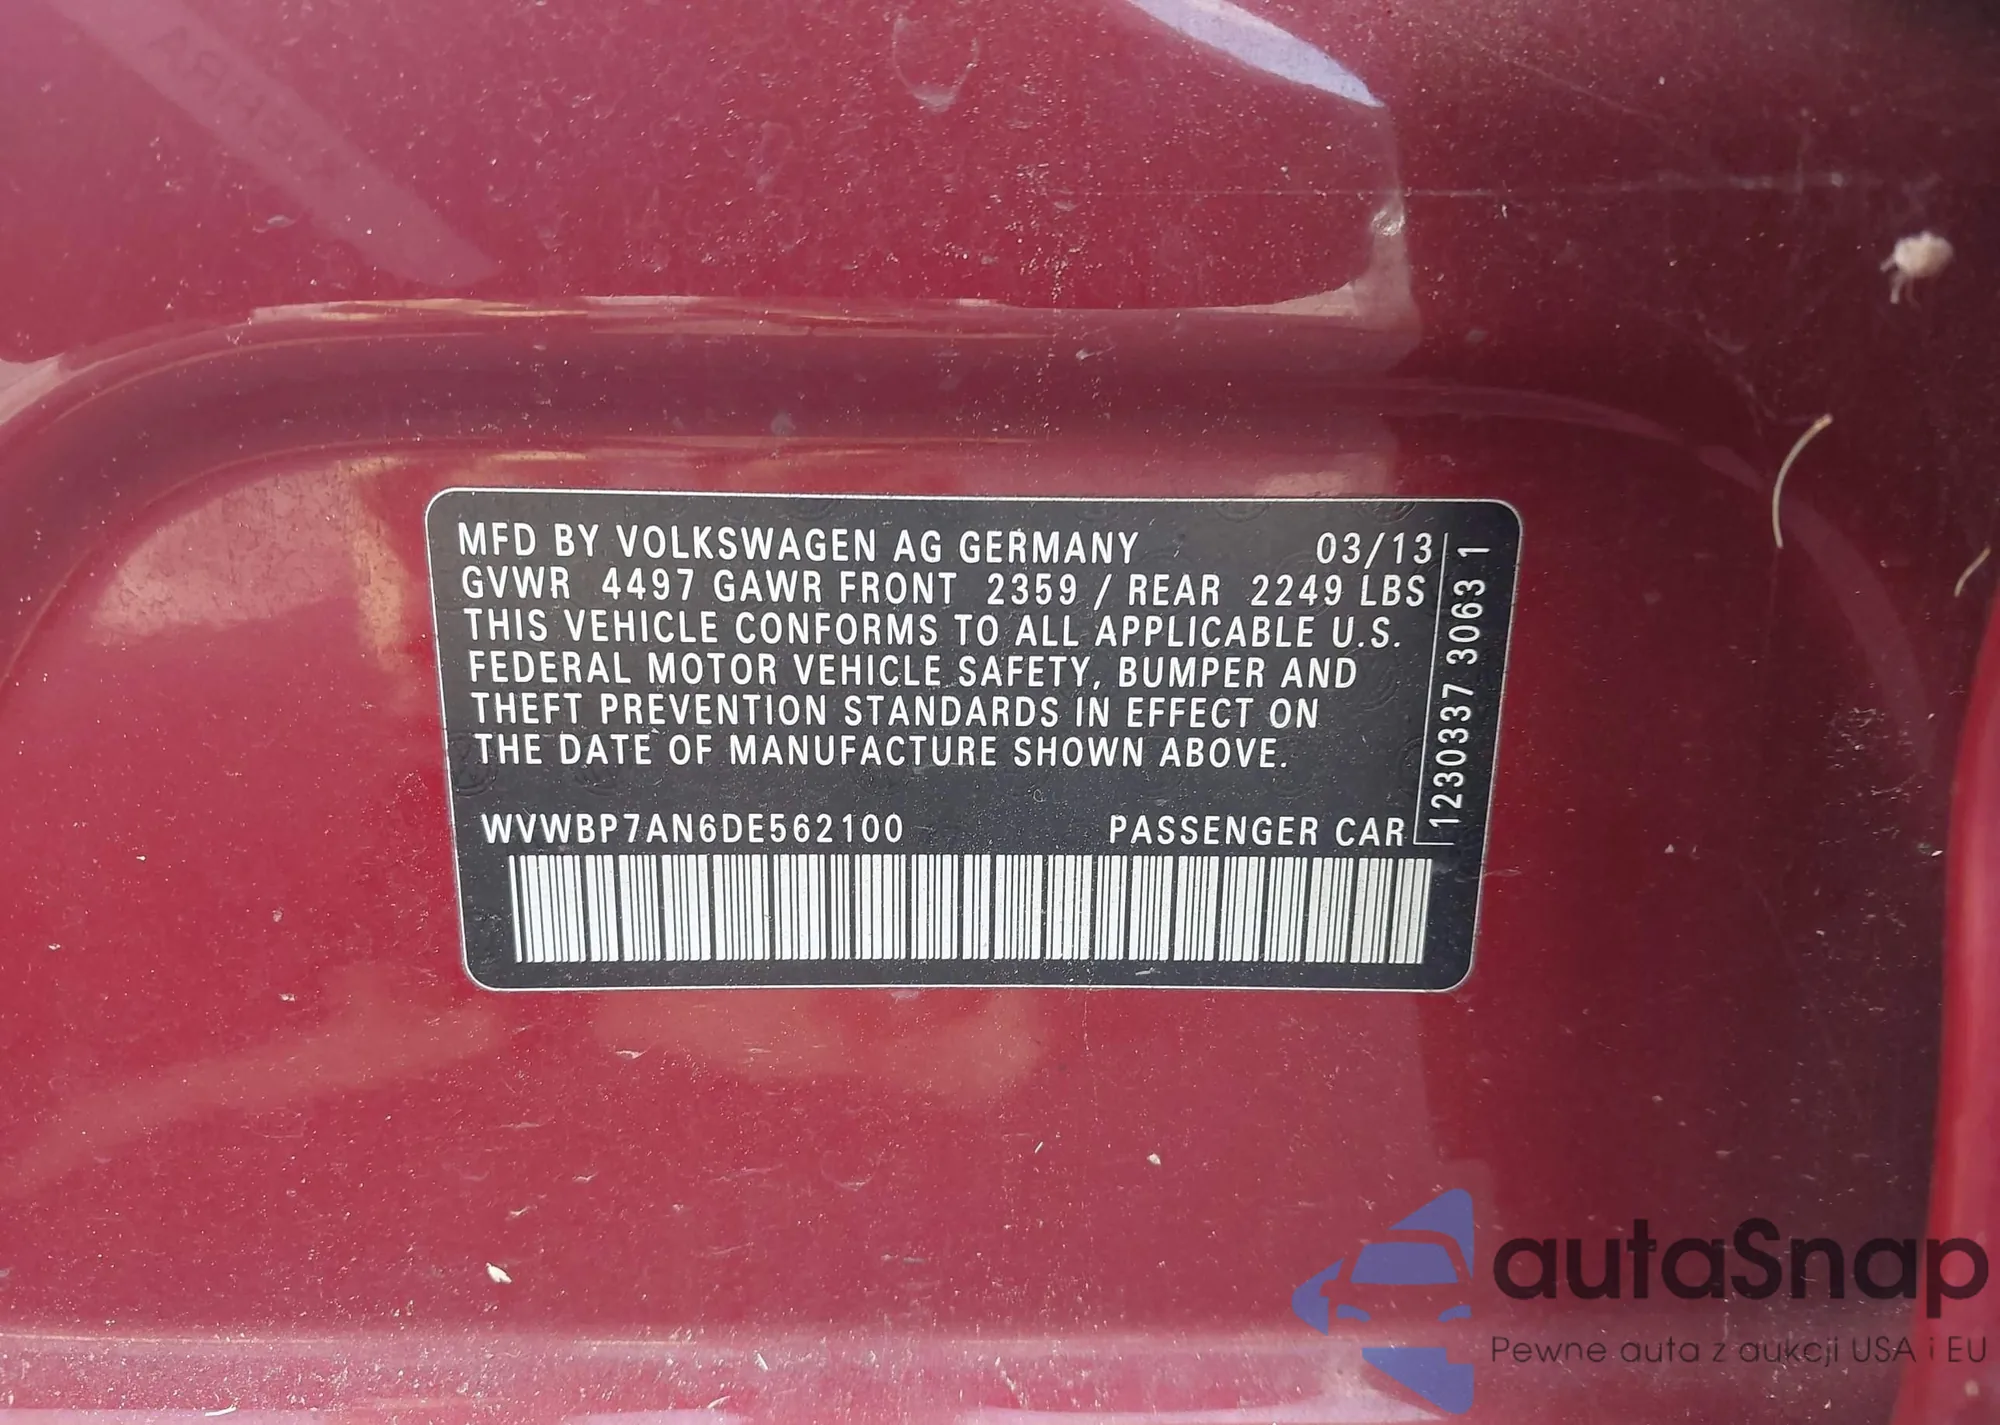 MFD BY VOLKSWAGEN AG GERMANY 03/13
GVWR 4497 GAWR FRONT 2359 / REAR 2249 LBS
THIS VEHICLE CONFORMS TO ALL APPLICABLE U.S.
FEDERAL MOTOR VEHICLE SAFETY, BUMPER AND
THEFT PREVENTION STANDARDS IN EFFECT ON
THE DATE OF MANUFACTURE SHOWN ABOVE.
WVWBP7AN6DE562100 PASSENGER CAR
1230337 3063 1
autaSnap
Pewne auta z aukcji USA i EU